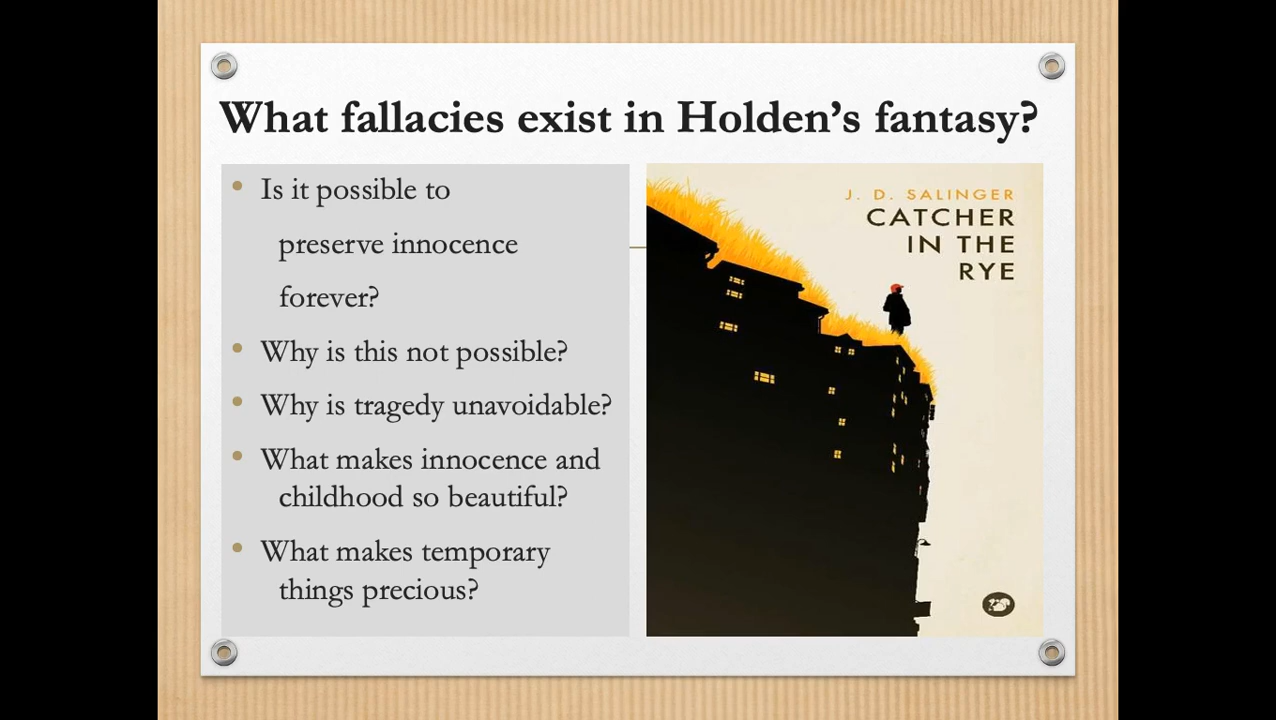 What fallacies exist in Holden’s fantasy?
• Is it possible to
preserve innocence
forever?
• Why is this not possible?
• Why is tragedy unavoidable?
• What makes innocence and
childhood so beautiful?
• What makes temporary
things precious?
J. D. SALINGER
CATCHER
IN THE
RYE